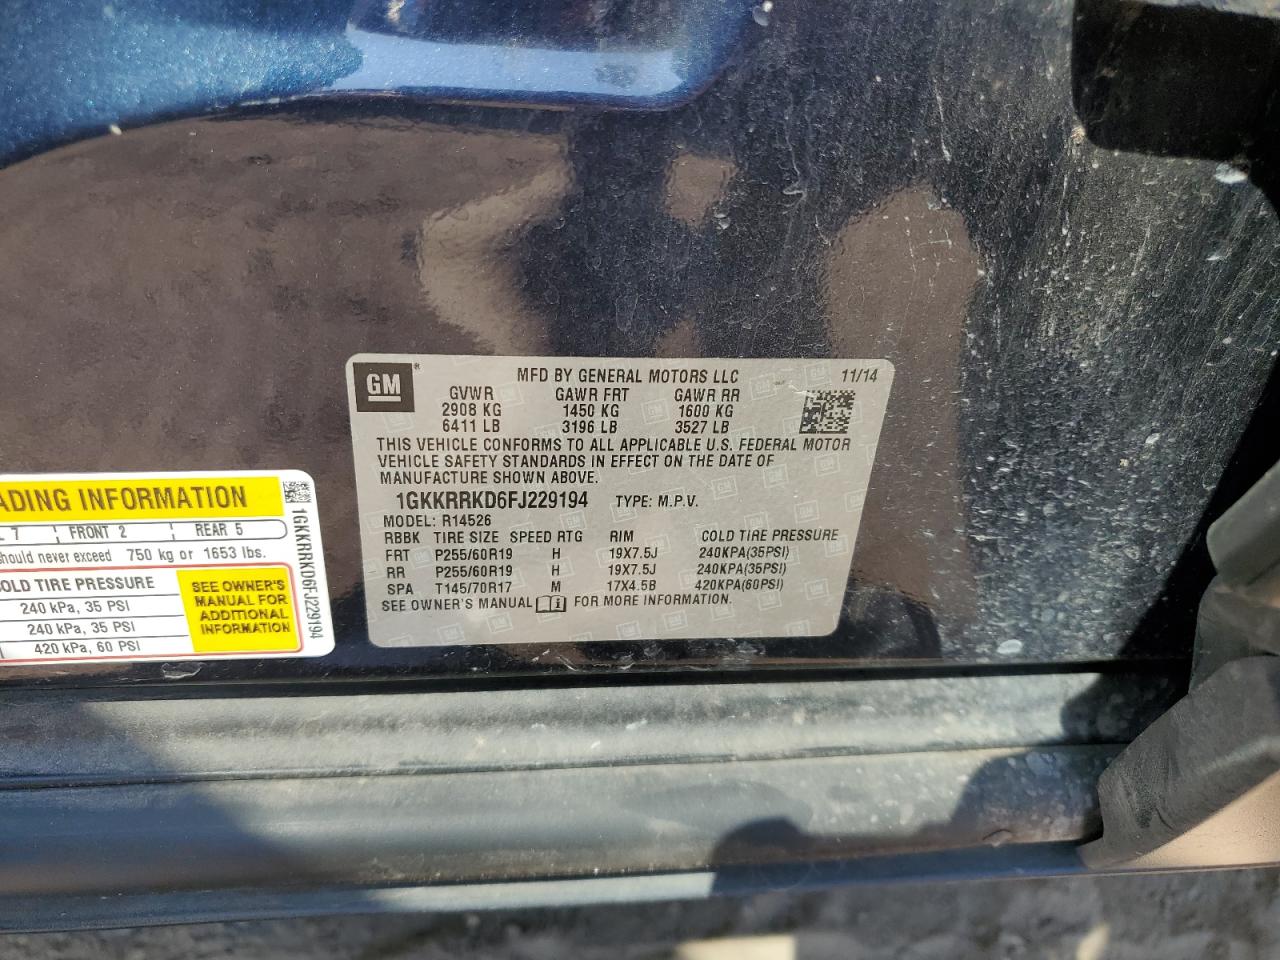 GM
MFD BY GENERAL MOTORS LLC 11/14
GVWR GAWR FRT GAWR RR
2908 KG 1450 KG 1600 KG
6411 LB 3196 LB 3527 LB
THIS VEHICLE CONFORMS TO ALL APPLICABLE U.S. FEDERAL MOTOR
VEHICLE SAFETY STANDARDS IN EFFECT ON THE DATE OF
MANUFACTURE SHOWN ABOVE.
1GKKRRKD6FJ229194 TYPE: M.P.V.
MODEL: R14526
RBBK TIRE SIZE SPEED RTG RIM COLD TIRE PRESSURE
FRT P255/60R19 H 19X7.5J 240KPA(35PSI)
RR P255/60R19 H 19X7.5J 240KPA(35PSI)
SPA T145/70R17 M 17X4.5B 420KPA(60PSI)
SEE OWNER'S MANUAL i FOR MORE INFORMATION.
ADING INFORMATION
7 FRONT 2 REAR 5
hould never exceed 750 kg or 1653 lbs.
COLD TIRE PRESSURE
240 kPa, 35 PSI
240 kPa, 35 PSI
420 kPa, 60 PSI
SEE OWNER'S
MANUAL FOR
ADDITIONAL
INFORMATION
1GKKRRKD6FJ229194